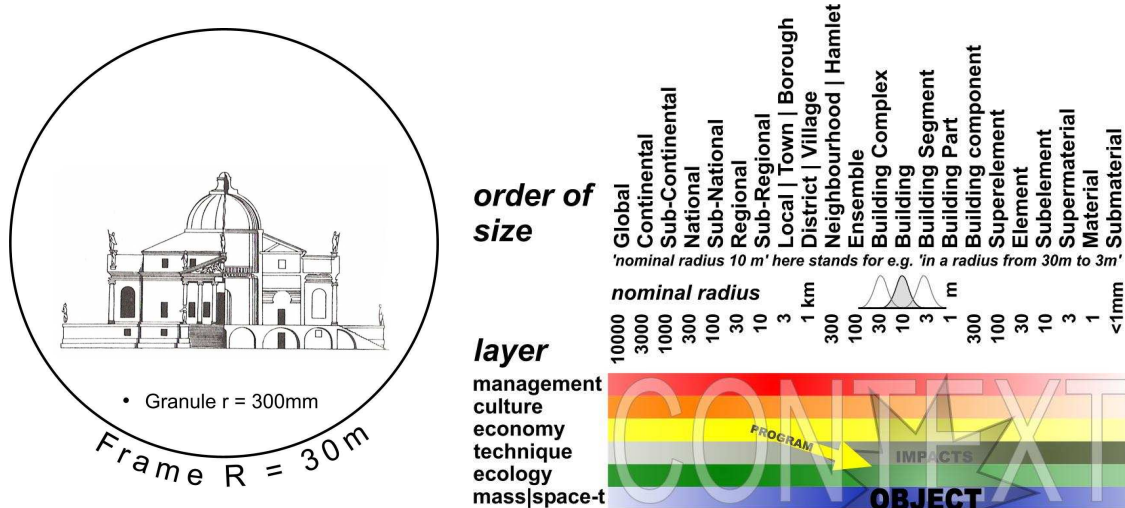 • Granule r = 300mm
Frame R = 30m
order of
size
Global
Continental
Sub-Continental
National
Sub-National
Regional
Sub-Regional
Local | Town | Borough
District | Village
Neighbourhood | Hamlet
Ensemble
Building Complex
Building
Building Segment
Building Part
Building component
Superelement
Element
Subelement
Supermaterial
Material
Submaterial
'nominal radius 10 m' here stands for e.g. 'in a radius from 30m to 3m'
nominal radius
10000
3000
1000
300
100
30
10
3
1 km
300
100
30
10
3
1 m
300
100
30
10
3
1
<1mm
layer
management
culture
economy
technique
ecology
mass|space-t
CONTEXT
PROGRAM
IMPACTS
OBJECT